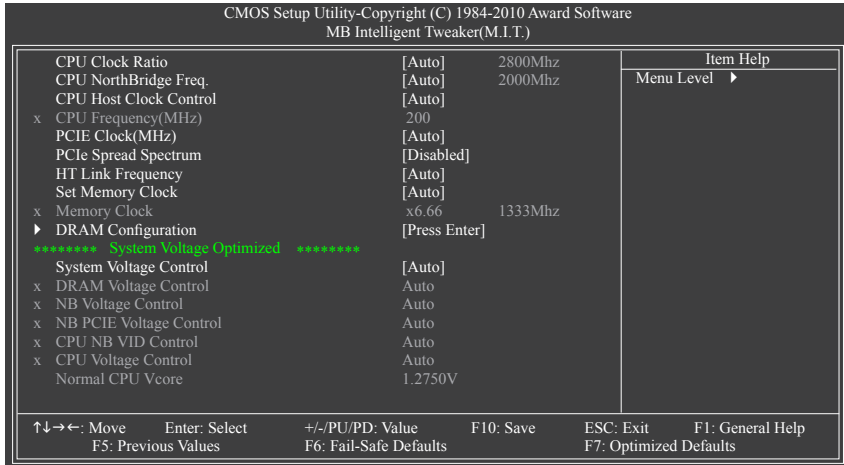 CMOS Setup Utility-Copyright (C) 1984-2010 Award Software
MB Intelligent Tweaker(M.I.T.)
CPU Clock Ratio [Auto] 2800Mhz
CPU NorthBridge Freq. [Auto] 2000Mhz
CPU Host Clock Control [Auto]
x CPU Frequency(MHz) 200
PCIE Clock(MHz) [Auto]
PCIe Spread Spectrum [Disabled]
HT Link Frequency [Auto]
Set Memory Clock [Auto]
x Memory Clock x6.66 1333Mhz
DRAM Configuration [Press Enter]
******** System Voltage Optimized ********
System Voltage Control [Auto]
x DRAM Voltage Control Auto
x NB Voltage Control Auto
x NB PCIE Voltage Control Auto
x CPU NB VID Control Auto
x CPU Voltage Control Auto
Normal CPU Vcore 1.2750V
Item Help
Menu Level
↑↓→←: Move Enter: Select +/-/PU/PD: Value F10: Save ESC: Exit F1: General Help
F5: Previous Values F6: Fail-Safe Defaults F7: Optimized Defaults